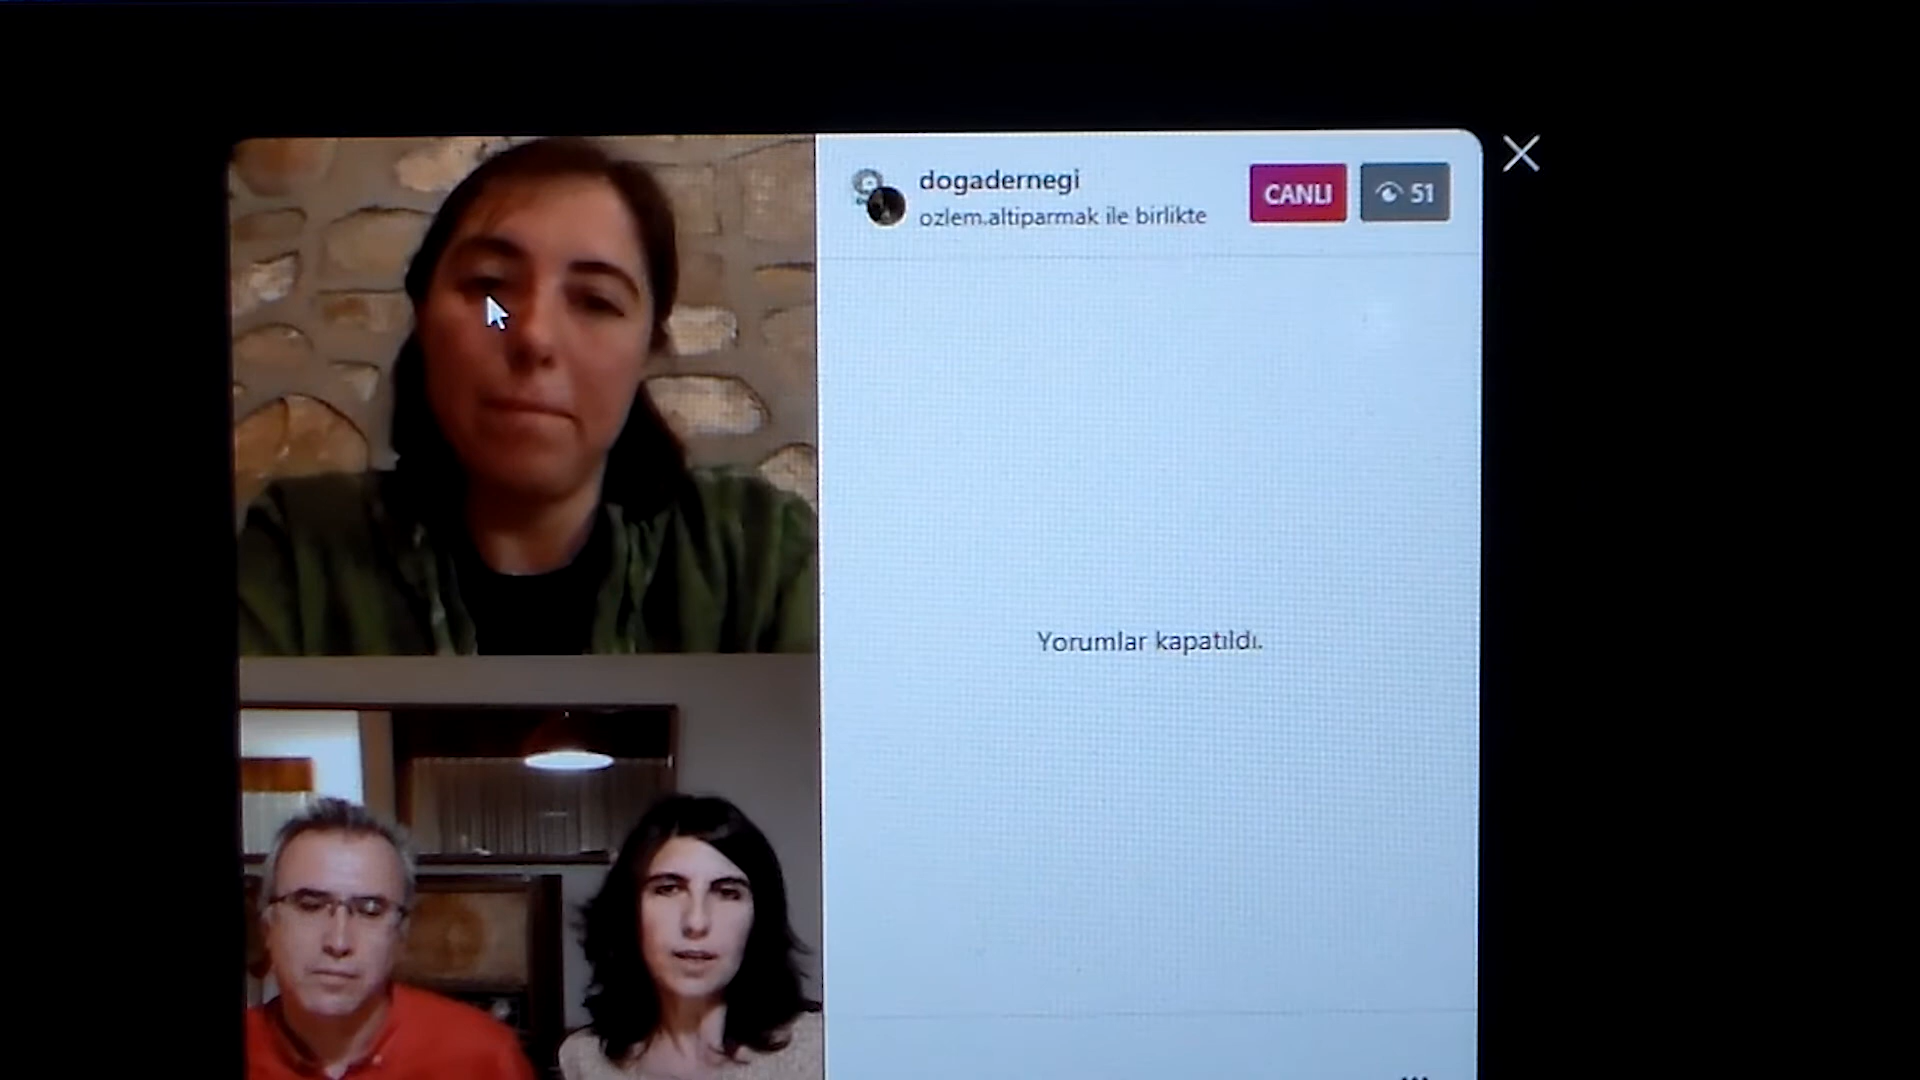 dogadernegi
ozlem.altiparmak ile birlikte
CANLI
51
Yorumlar kapatıldı.